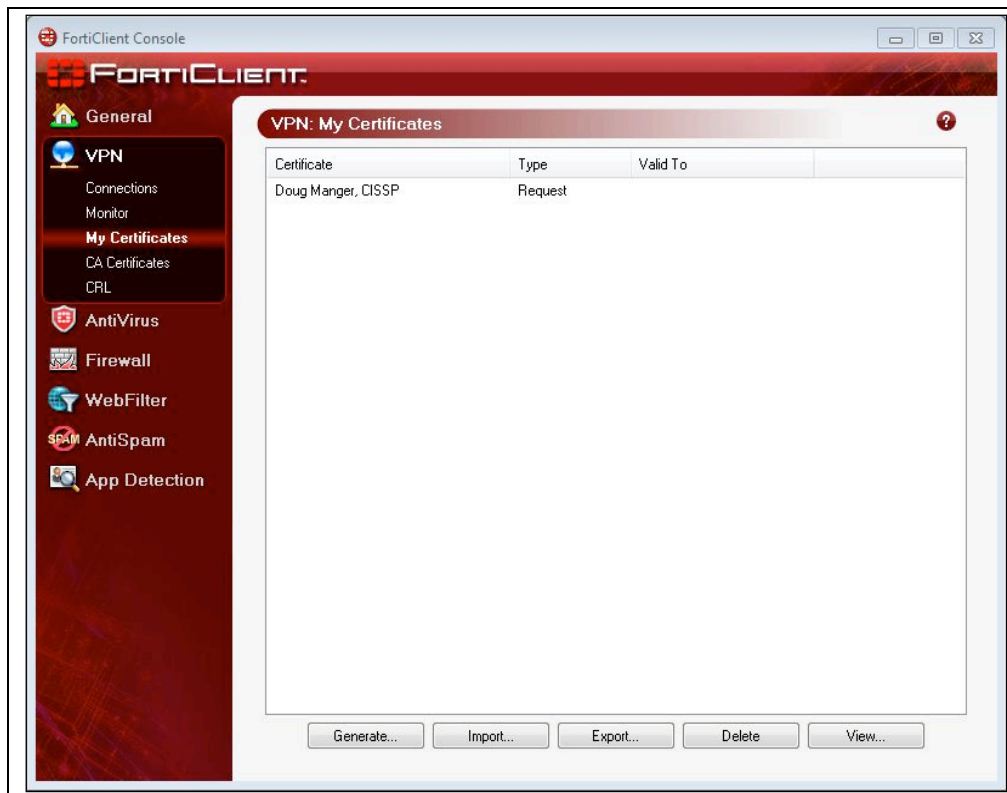 FortiClient Console
FORTICLIENT.
General
VPN
Connections
Monitor
My Certificates
CA Certificates
CRL
AntiVirus
Firewall
WebFilter
SPAM AntiSpam
App Detection
VPN: My Certificates ?
Certificate Type Valid To
Doug Manger, CISSP Request
Generate... Import... Export... Delete View...